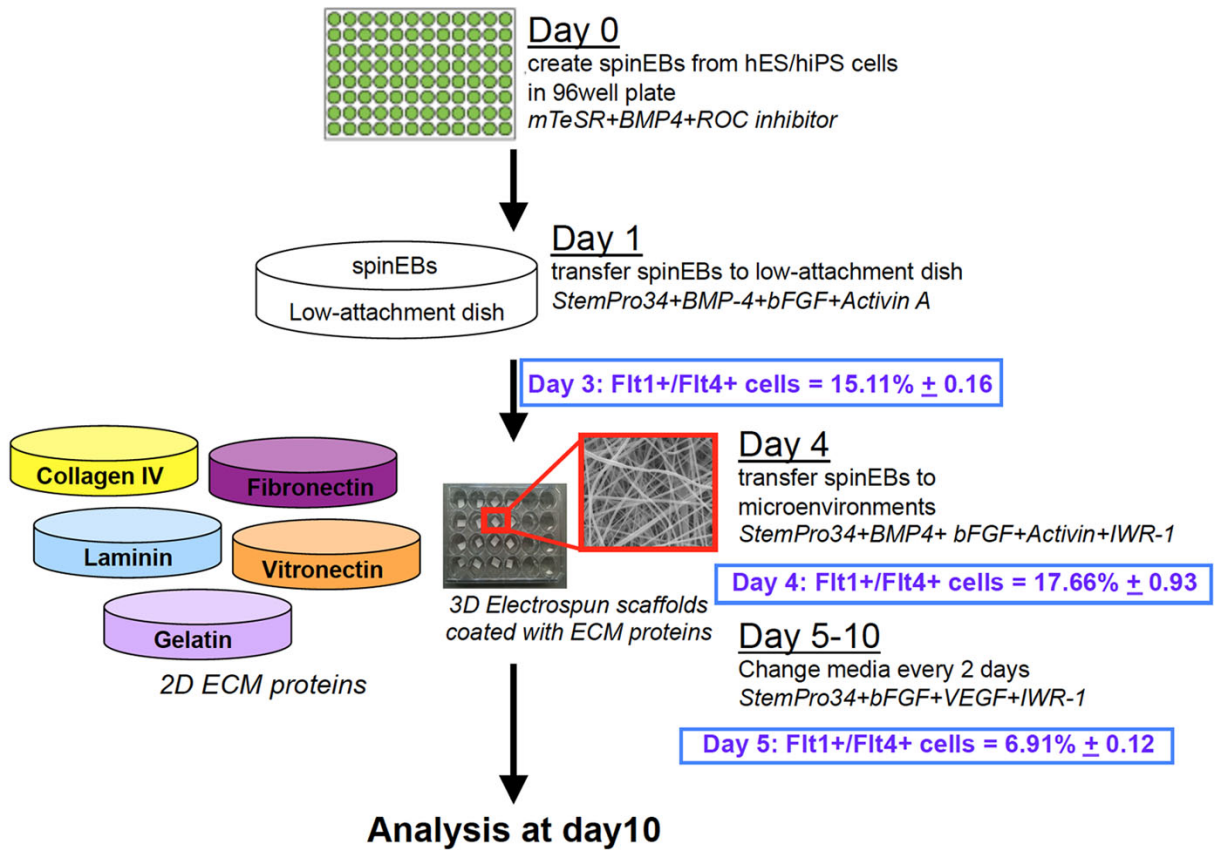 Day 0
create spinEBs from hES/hiPS cells
in 96well plate
mTeSR+BMP4+ROC inhibitor
Day 1
transfer spinEBs to low-attachment dish
StemPro34+BMP-4+bFGF+Activin A
spinEBs
Low-attachment dish
Day 3: Flt1+/Flt4+ cells = 15.11% ± 0.16
Collagen IV
Fibronectin
Laminin
Vitronectin
Gelatin
2D ECM proteins
3D Electrospun scaffolds
coated with ECM proteins
Day 4
transfer spinEBs to
microenvironments
StemPro34+BMP4+ bFGF+Activin+IWR-1
Day 4: Flt1+/Flt4+ cells = 17.66% ± 0.93
Day 5-10
Change media every 2 days
StemPro34+bFGF+VEGF+IWR-1
Day 5: Flt1+/Flt4+ cells = 6.91% ± 0.12
Analysis at day10